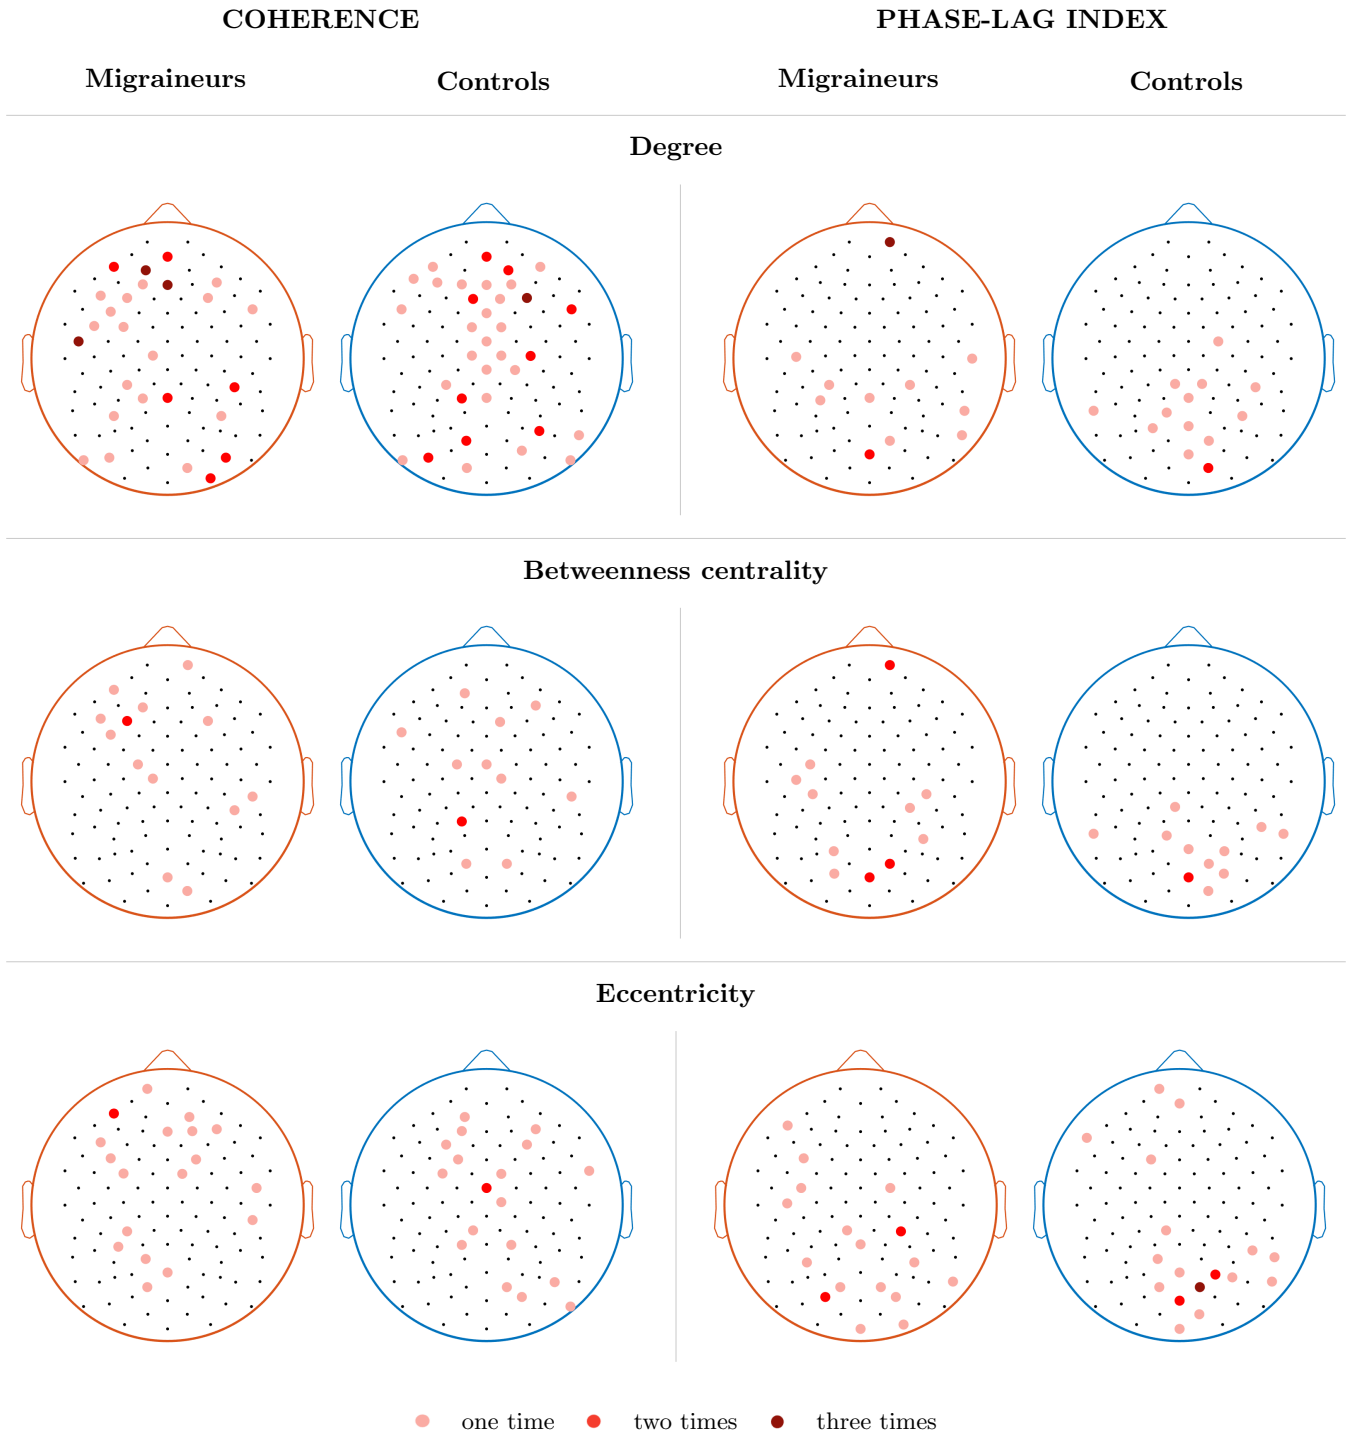 COHERENCE PHASE-LAG INDEX
Migraineurs Controls Migraineurs Controls
Degree
Betweenness centrality
Eccentricity
one time two times three times